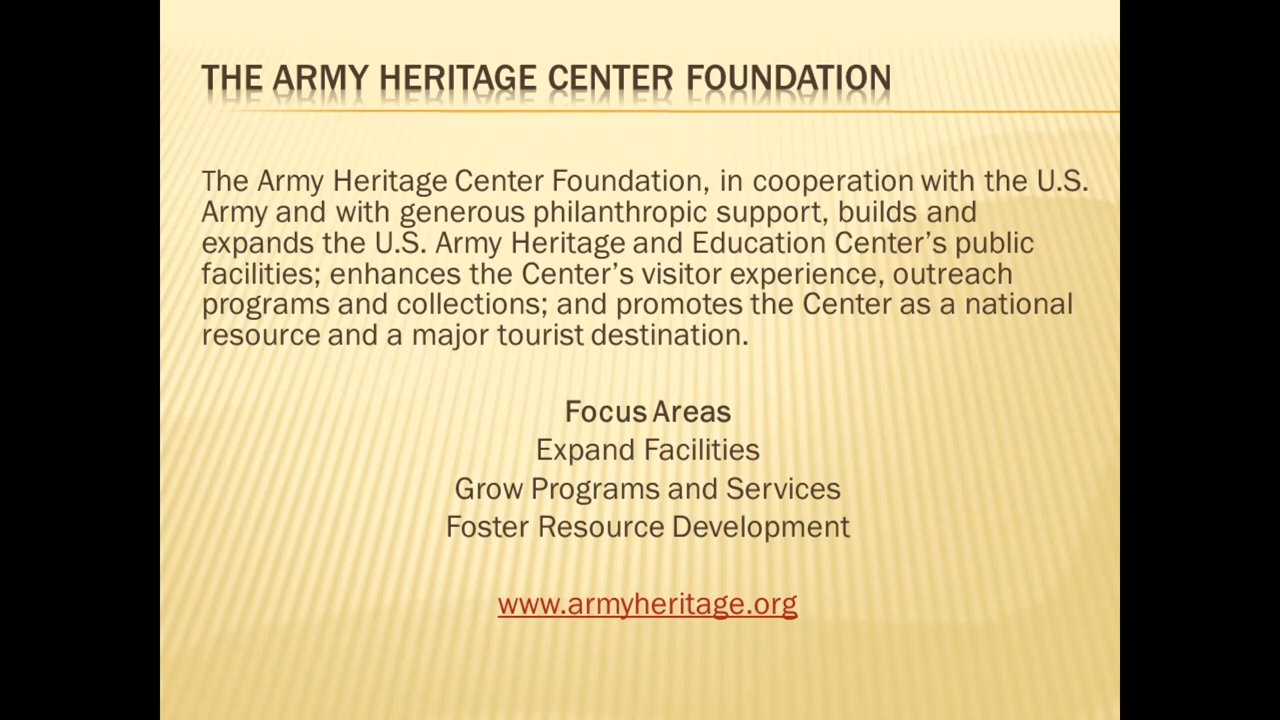 THE ARMY HERITAGE CENTER FOUNDATION
The Army Heritage Center Foundation, in cooperation with the U.S.
Army and with generous philanthropic support, builds and
expands the U.S. Army Heritage and Education Center’s public
facilities; enhances the Center’s visitor experience, outreach
programs and collections; and promotes the Center as a national
resource and a major tourist destination.
Focus Areas
Expand Facilities
Grow Programs and Services
Foster Resource Development
www.armyheritage.org